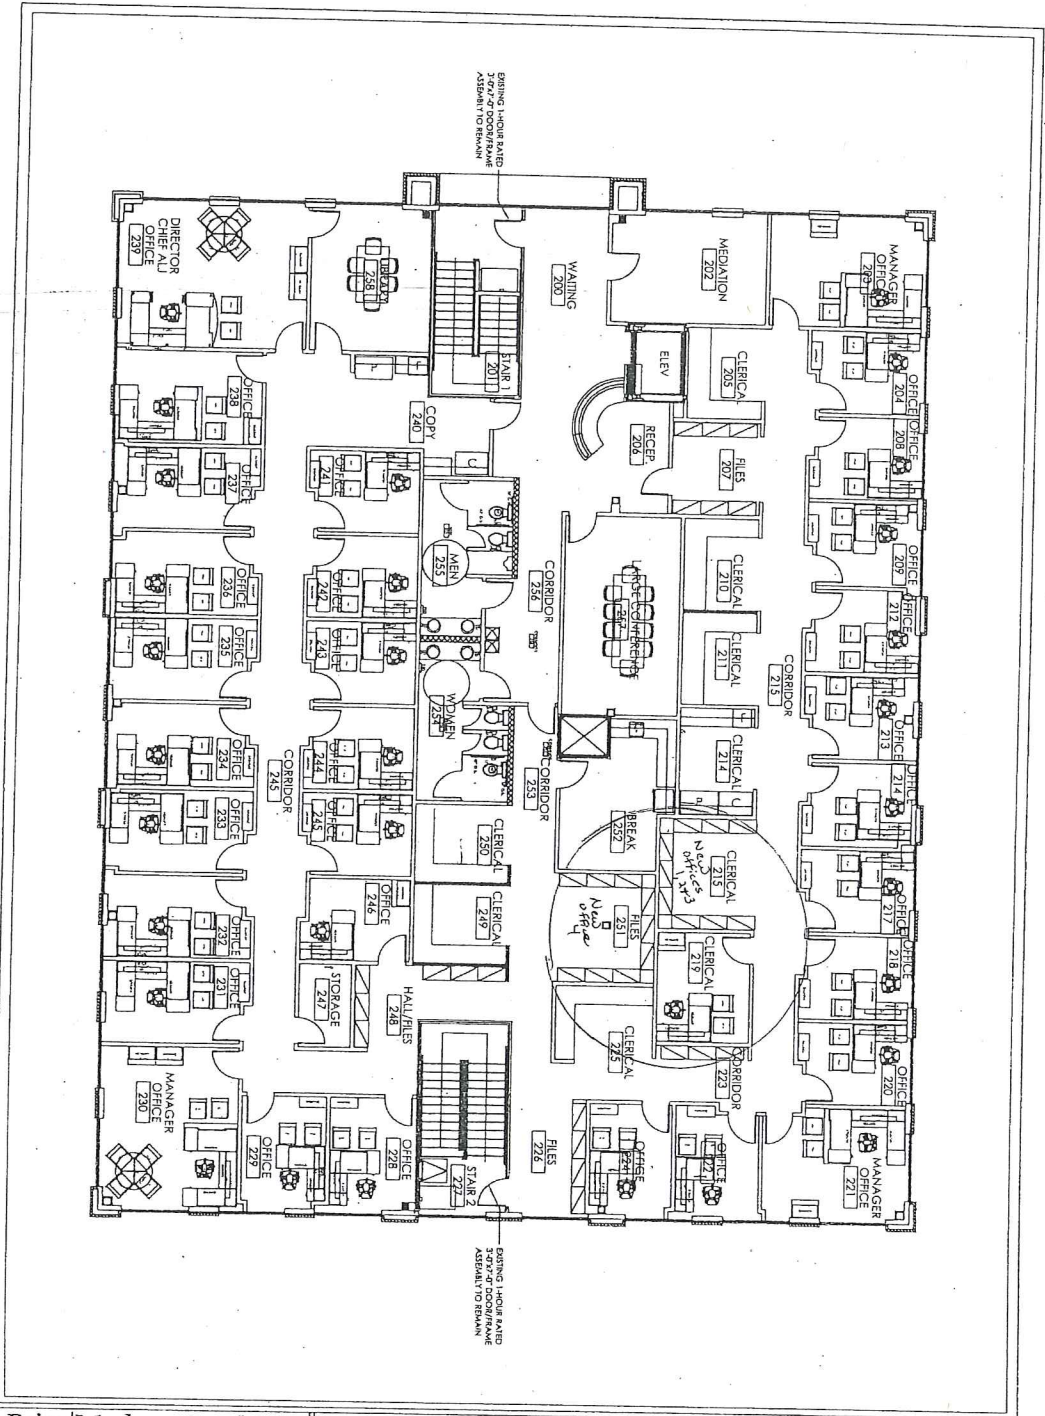 EXISTING 1-HOUR RATED
3'-0"x7'-0" DOOR/FRAME
ASSEMBLY TO REMAIN
DIRECTOR
CHIEF ALJ
OFFICE
239
LIBRARY
258
STAIR 1
201
WAITING
200
MEDIATION
202
MANAGER
OFFICE
203
ELEV
CLERICAL
205
OFFICE
204
OFFICE
208
OFFICE
238
COPY
240
RECEP.
206
FILES
207
OFFICE
237
OFFICE
241
OFFICE
209
MEN
255
CORRIDOR
256
LARGE CONFERENCE
257
CLERICAL
210
OFFICE
212
OFFICE
236
OFFICE
242
OFFICE
235
OFFICE
243
CLERICAL
211
CORRIDOR
215
OFFICE
213
WOMEN
254
OFFICE
234
OFFICE
244
CORRIDOR
245
CORRIDOR
253
CLERICAL
214
OFFICE
214
OFFICE
233
OFFICE
245
CLERICAL
250
BREAK
252
CLERICAL
215
New
offices
1, 2 & 3
OFFICE
217
OFFICE
232
OFFICE
246
CLERICAL
249
FILES
251
New
office
4
CLERICAL
219
OFFICE
218
OFFICE
231
STORAGE
247
HALL/FILES
248
CLERICAL
225
CORRIDOR
223
OFFICE
220
MANAGER
OFFICE
230
OFFICE
229
OFFICE
228
STAIR 2
227
FILES
226
OFFICE
224
OFFICE
222
MANAGER
OFFICE
221
EXISTING 1-HOUR RATED
3'-0"x7'-0" DOOR/FRAME
ASSEMBLY TO REMAIN